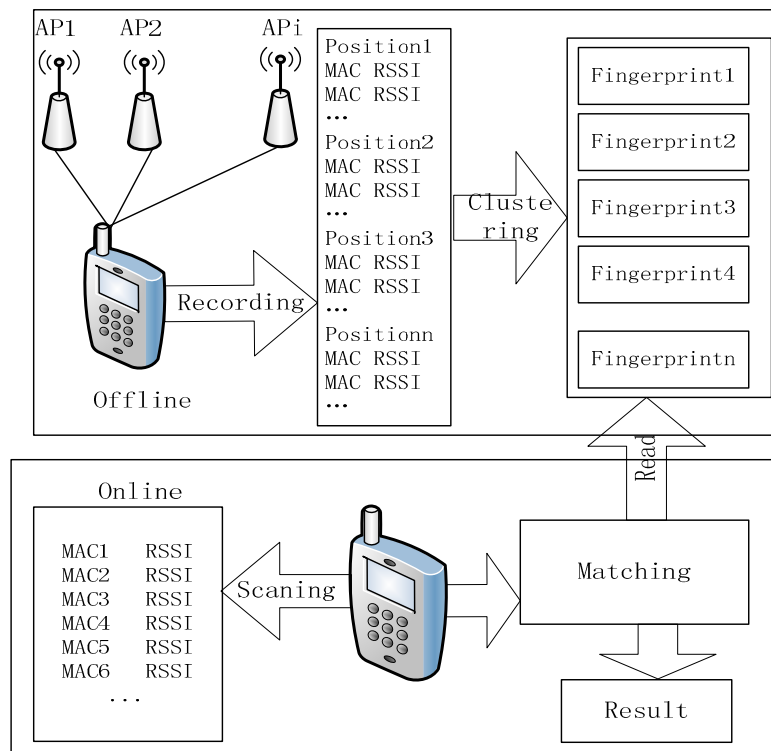 AP1 AP2 APi
Position1
MAC RSSI
MAC RSSI
...
Position2
MAC RSSI
MAC RSSI
...
Position3
MAC RSSI
MAC RSSI
...
Positionn
MAC RSSI
MAC RSSI
...
Recording
Offline
Cluste
ring
Fingerprint1
Fingerprint2
Fingerprint3
Fingerprint4
Fingerprintn
Read
Online
MAC1 RSSI
MAC2 RSSI
MAC3 RSSI
MAC4 RSSI
MAC5 RSSI
MAC6 RSSI
...
Scaning
Matching
Result